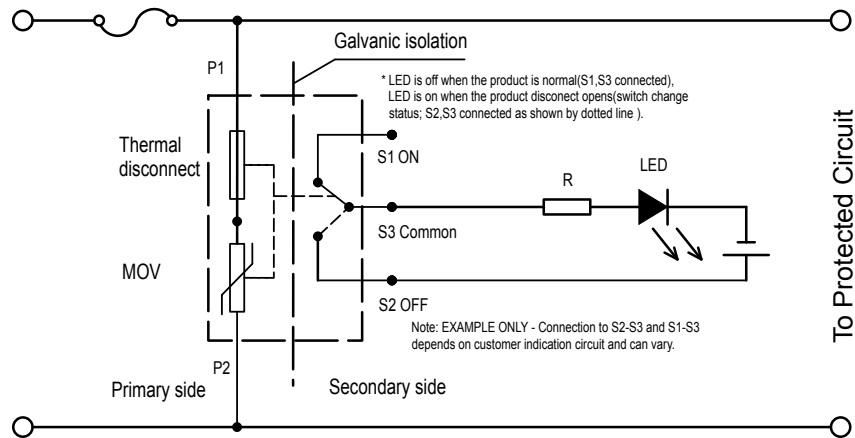 Galvanic isolation
P1
* LED is off when the product is normal(S1,S3 connected),
LED is on when the product disconect opens(switch change
status; S2,S3 connected as shown by dotted line ).
Thermal
disconnect
S1 ON
R
LED
S3 Common
MOV
S2 OFF
Note: EXAMPLE ONLY - Connection to S2-S3 and S1-S3
depends on customer indication circuit and can vary.
P2
Primary side
Secondary side
To Protected Circuit